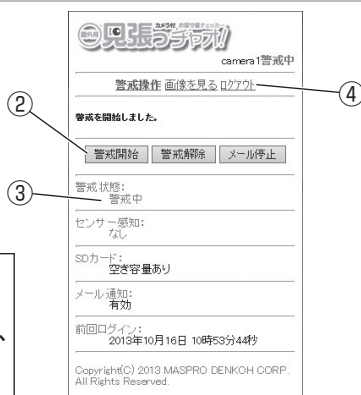 屋外用 見張っちゃお!
カメラ付 お留守番チェッカー
camera1警戒中
警戒操作 画像を見る ログアウト
④
警戒を開始しました。
②
警戒開始 警戒解除 メール停止
③
警戒状態:
警戒中
センサー感知:
なし
SDカード:
空き容量あり
メール通知:
有効
前回ログイン:
2013年10月16日 10時53分44秒
Copyright(C) 2013 MASPRO DENKOH CORP.
All Rights Reserved.